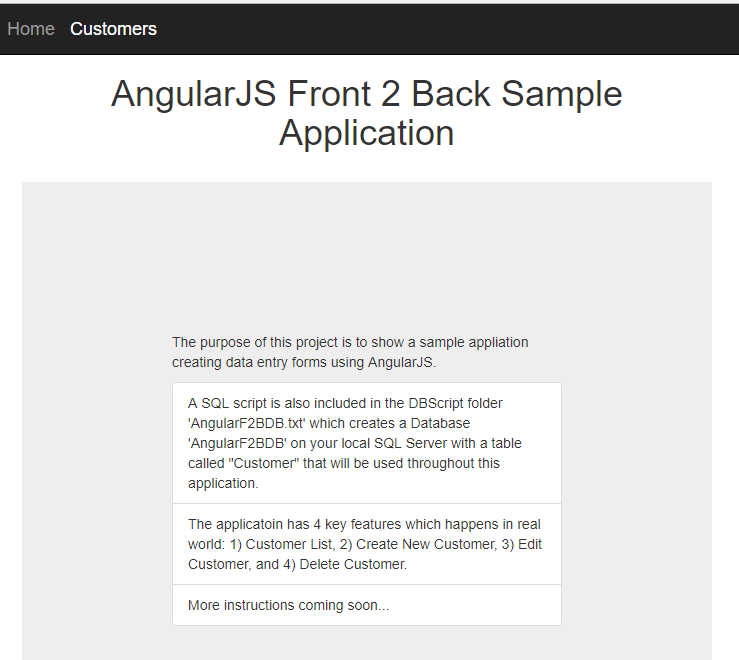 Home Customers
AngularJS Front 2 Back Sample
Application
The purpose of this project is to show a sample appliation
creating data entry forms using AngularJS.
A SQL script is also included in the DBScript folder
'AngularF2BDB.txt' which creates a Database
'AngularF2BDB' on your local SQL Server with a table
called "Customer" that will be used throughout this
application.
The applicatoin has 4 key features which happens in real
world: 1) Customer List, 2) Create New Customer, 3) Edit
Customer, and 4) Delete Customer.
More instructions coming soon...